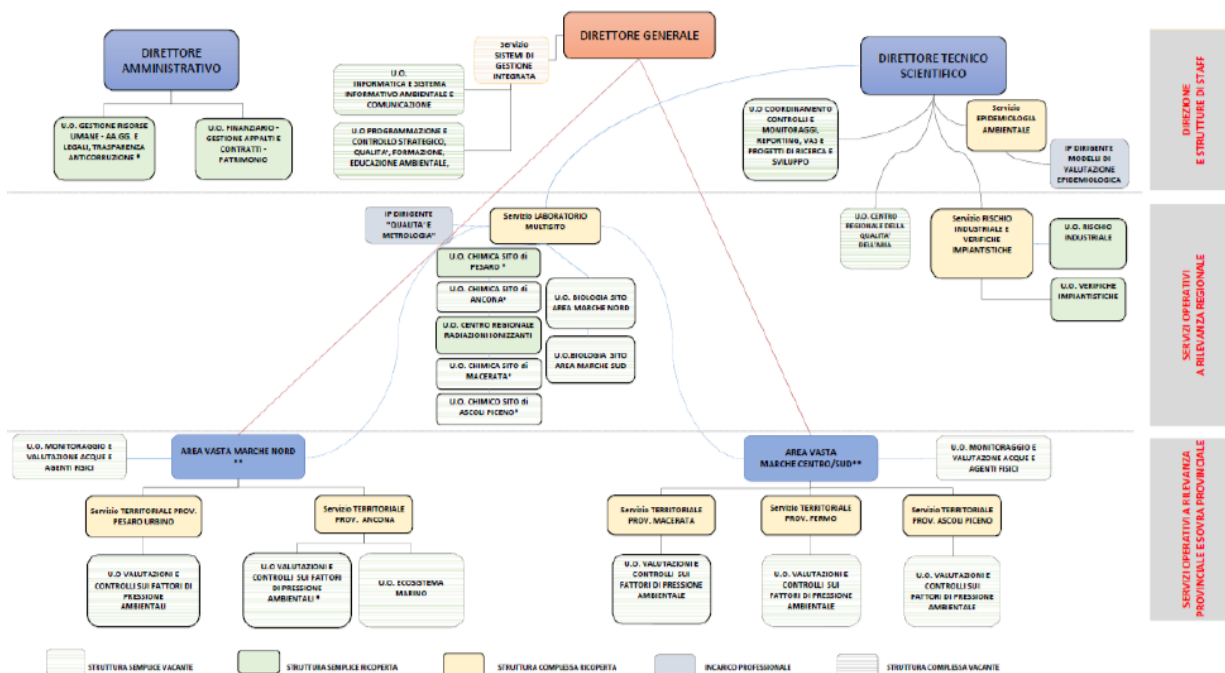 DIRETTORE
AMMINISTRATIVO
U.O. GESTIONE RISORSE
UMANE - AA.GG. E
LEGALI, TRASPARENZA
ANTICORRUZIONE *
U.O. FINANZIARIO -
GESTIONE APPALTI E
CONTRATTI -
PATRIMONIO
DIRETTORE GENERALE
Servizio
SISTEMI DI
GESTIONE
INTEGRATA
U.O.
INFORMATICA E SISTEMA
INFORMATIVO AMBIENTALE E
COMUNICAZIONE
U.O PROGRAMMAZIONE E
CONTROLLO STRATEGICO,
QUALITA', FORMAZIONE,
EDUCAZIONE AMBIENTALE,
DIRETTORE TECNICO
SCIENTIFICO
U.O COORDINAMENTO
CONTROLLI E
MONITORAGGI,
REPORTING, VAS E
PROGETTI DI RICERCA E
SVILUPPO
Servizio
EPIDEMIOLOGIA
AMBIENTALE
IP DIRIGENTE
MODELLI DI
VALUTAZIONE
EPIDEMIOLOGICA
DIREZIONE
E STRUTTURE DI STAFF
IP DIRIGENTE
"QUALITA' E
METROLOGIA"
Servizio LABORATORIO
MULTISITO
U.O. CHIMICA SITO di
PESARO *
U.O. CHIMICA SITO di
ANCONA*
U.O. CENTRO REGIONALE
RADIAZIONI IONIZZANTI
U.O. CHIMICA SITO di
MACERATA*
U.O. CHIMICO SITO di
ASCOLI PICENO*
U.O. BIOLOGIA SITO
AREA MARCHE NORD
U.O.BIOLOGIA SITO
AREA MARCHE SUD
U.O. CENTRO
REGIONALE DELLA
QUALITA'
DELL'ARIA
Servizio RISCHIO
INDUSTRIALE E
VERIFICHE
IMPIANTISTICHE
U.O. RISCHIO
INDUSTRIALE
U.O. VERIFICHE
IMPIANTISTICHE
SERVIZI OPERATIVI
A RILEVANZA REGIONALE
U.O. MONITORAGGIO E
VALUTAZIONE ACQUE E
AGENTI FISICI
AREA VASTA MARCHE NORD
**
Servizio TERRITORIALE PROV.
PESARO URBINO
Servizio TERRITORIALE
PROV. ANCONA
U.O VALUTAZIONI E
CONTROLLI SUI FATTORI DI
PRESSIONE
AMBIENTALI
U.O VALUTAZIONI E
CONTROLLI SUI FATTORI
DI PRESSIONE
AMBIENTALI *
U.O. ECOSISTEMA
MARINO
AREA VASTA
MARCHE CENTRO/SUD**
U.O. MONITORAGGIO E
VALUTAZONE ACQUE E
AGENTI FISICI
Servizio TERRITORIALE
PROV. MACERATA
Servizio TERRITORIALE
PROV. FERMO
Servizio TERRITORIALE
PROV. ASCOLI PICENO
U.O. VALUTAZIONI E
CONTROLLI SUI
FATTORI DI PRESSIONE
AMBIENTALE
U.O. VALUTAZIONI E
CONTROLLI SUI
FATTORI DI PRESSIONE
AMBIENTALE
U.O. VALUTAZIONI E
CONTROLLI SUI
FATTORI DI PRESSIONE
AMBIENTALE
SERVIZI OPERATIVI A RILEVANZA
PROVINCIALE E SOVRA PROVINCIALE
STRUTTURA SEMPLICE VACANTE
STRUTTURA SEMPLICE RICOPERTA
STRUTTURA COMPLESSA RICOPERTA
INCARICO PROFESSIONALE
STRUTTURA COMPLESSA VACANTE